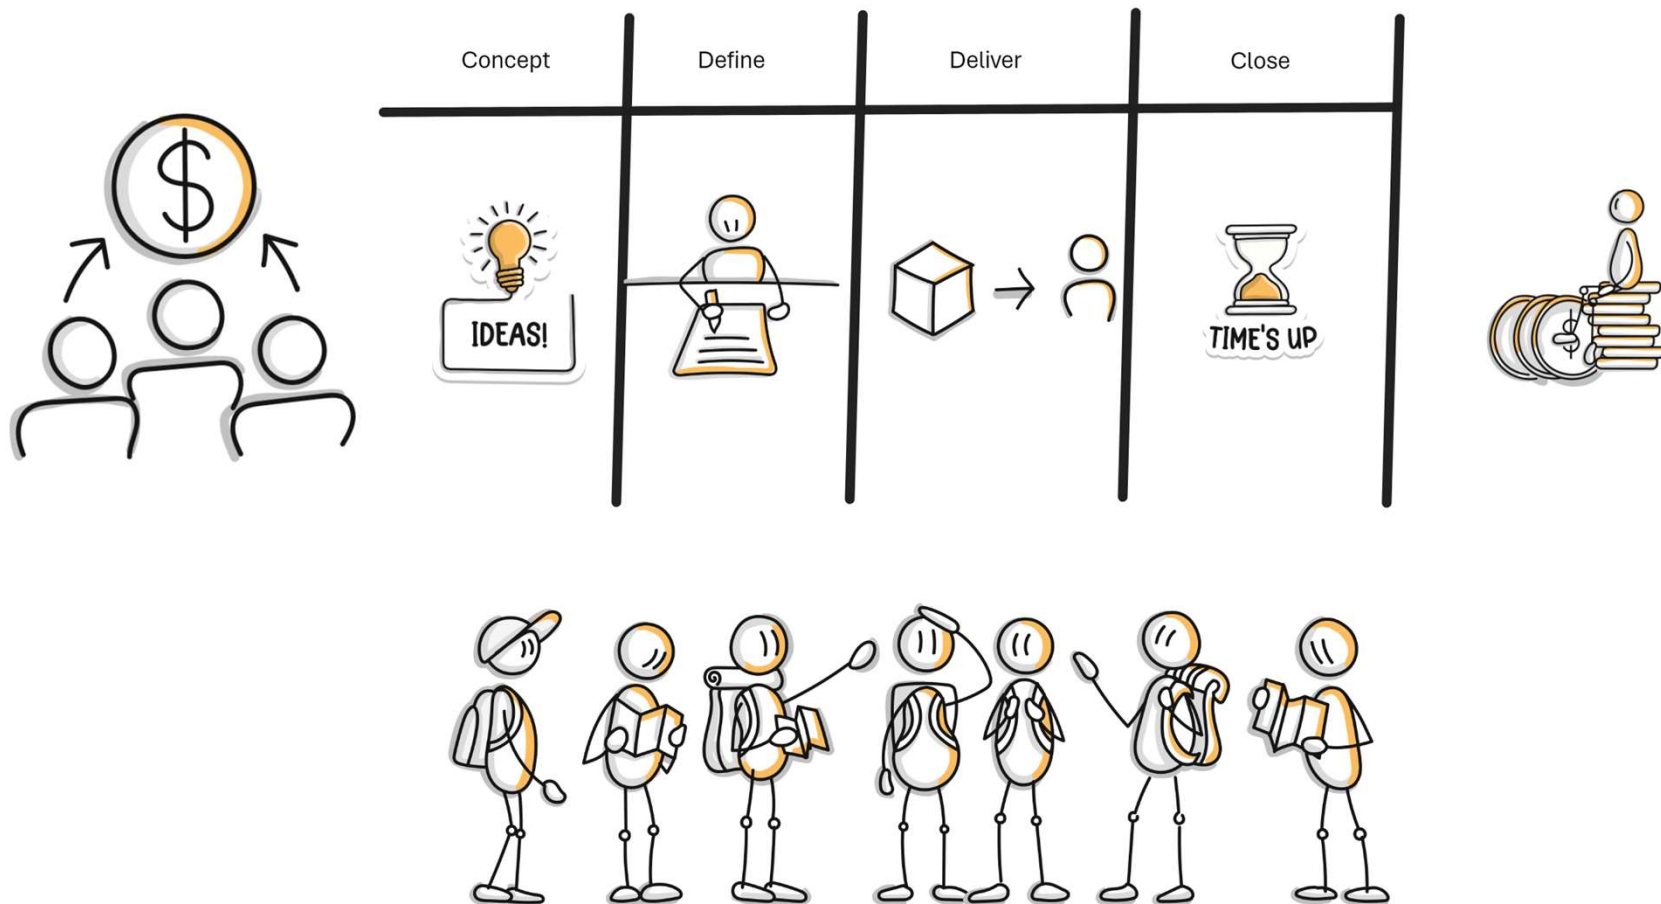 Concept
Define
Deliver
Close
$
IDEAS!
TIME'S UP
$